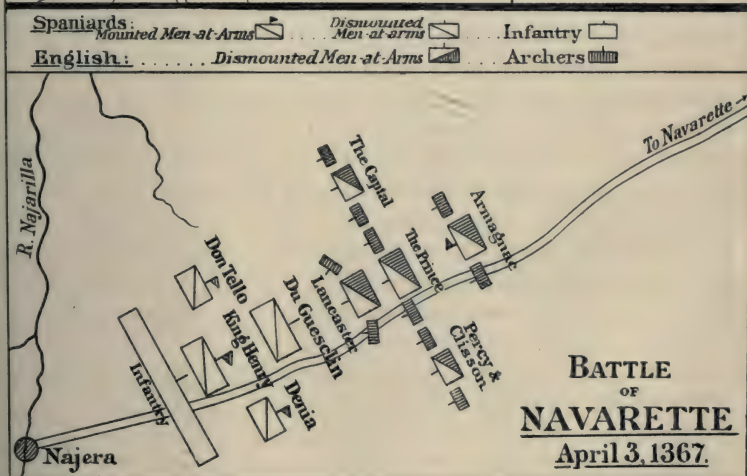 Spaniards: Mounted Men-at-Arms .... Dismounted Men-at-arms .... Infantry
English: ...... Dismounted Men-at-Arms .... Archers
R. Najarilla
To Navarette
The Captal
Armagnac
Don Tello
The Prince
Lancaster
Du Guesclin
King Henry
Percy &
Clisson
Infantry
Denia
Najera
BATTLE
OF
NAVARETTE
April 3, 1367.